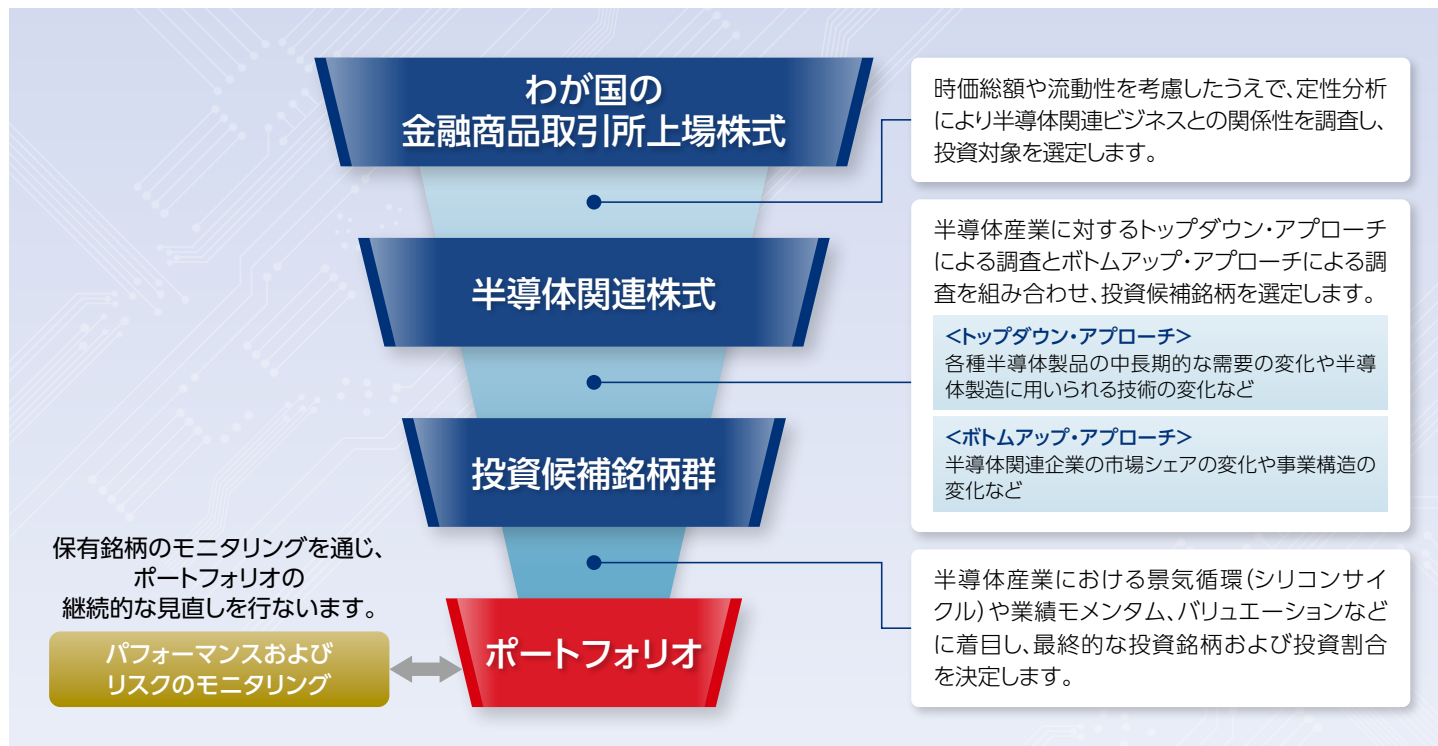 わが国の
金融商品取引所上場株式
時価総額や流動性を考慮したうえで、定性分析
により半導体関連ビジネスとの関係性を調査し、
投資対象を選定します。
半導体関連株式
半導体産業に対するトップダウン・アプローチ
による調査とボトムアップ・アプローチによる調
査を組み合わせ、投資候補銘柄を選定します。
<トップダウン・アプローチ>
各種半導体製品の中長期的な需要の変化や半導
体製造に用いられる技術の変化など
<ボトムアップ・アプローチ>
半導体関連企業の市場シェアの変化や事業構造の
変化など
投資候補銘柄群
半導体産業における景気循環(シリコンサイ
クル)や業績モメンタム、バリュエーションなど
に着目し、最終的な投資銘柄および投資割合
を決定します。
ポートフォリオ
保有銘柄のモニタリングを通じ、
ポートフォリオの
継続的な見直しを行ないます。
パフォーマンスおよび
リスクのモニタリング